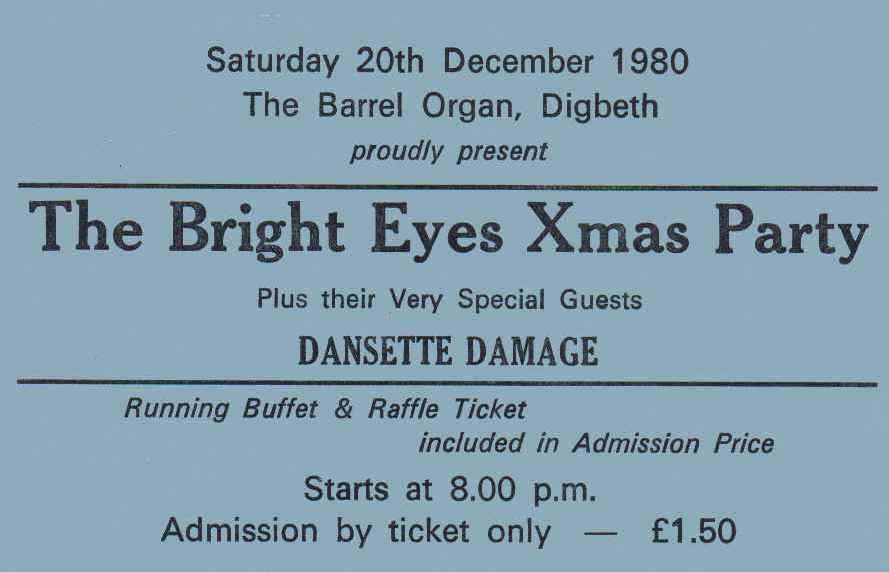 Saturday 20th December 1980
The Barrel Organ, Digbeth
proudly present
The Bright Eyes Xmas Party
Plus their Very Special Guests
DANSETTE DAMAGE
Running Buffet & Raffle Ticket
included in Admission Price
Starts at 8.00 p.m.
Admission by ticket only — £1.50